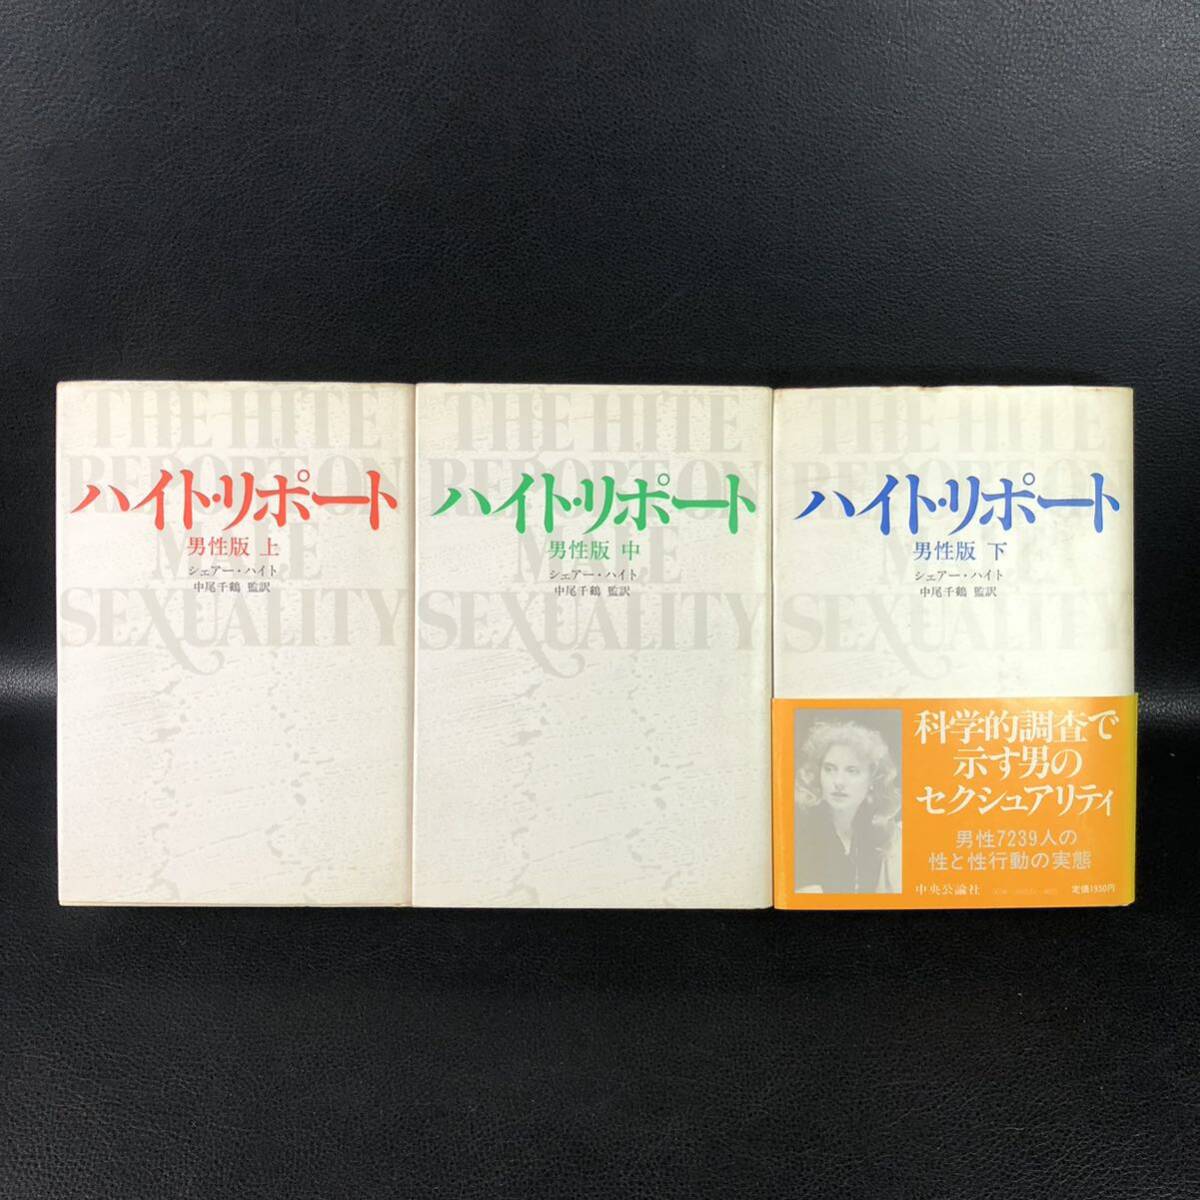 THE HITE
REPORT ON
MALE
SEXUALITY
ハイト・リポート
男性版 上
シェアー・ハイト
中尾千鶴 監訳
THE HITE
REPORT ON
MALE
SEXUALITY
ハイト・リポート
男性版 中
シェアー・ハイト
中尾千鶴 監訳
THE HITE
REPORT ON
MALE
SEXUALITY
ハイト・リポート
男性版 下
シェアー・ハイト
中尾千鶴 監訳
科学的調査で
示す男の
セクシュアリティ
男性7239人の
性と性行動の実態
中央公論社
定価1950円